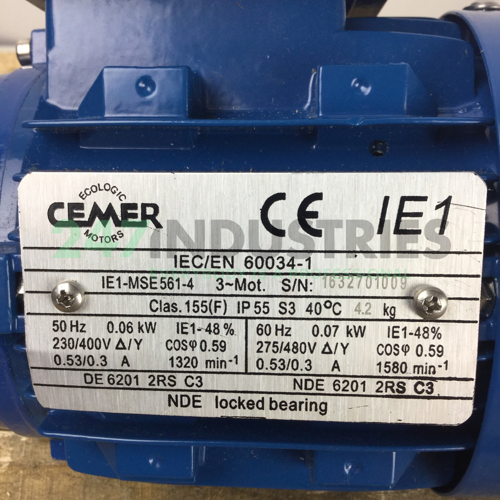 ECOLOGIC
CEMER
MOTORS
CE IE1
247INDUSTRIES
IEC/EN 60034-1
IE1-MSE561-4 3~Mot. S/N: 1632701009
Clas.155(F) IP 55 S3 40°C 4.2 kg
50 Hz 0.06 kW IE1-48% 60 Hz 0.07 kW IE1-48%
230/400V Δ/Y COSφ 0.59 275/480V Δ/Y COSφ 0.59
0.53/0.3 A 1320 min⁻¹ 0.53/0.3 A 1580 min⁻¹
DE 6201 2RS C3 NDE 6201 2RS C3
NDE locked bearing